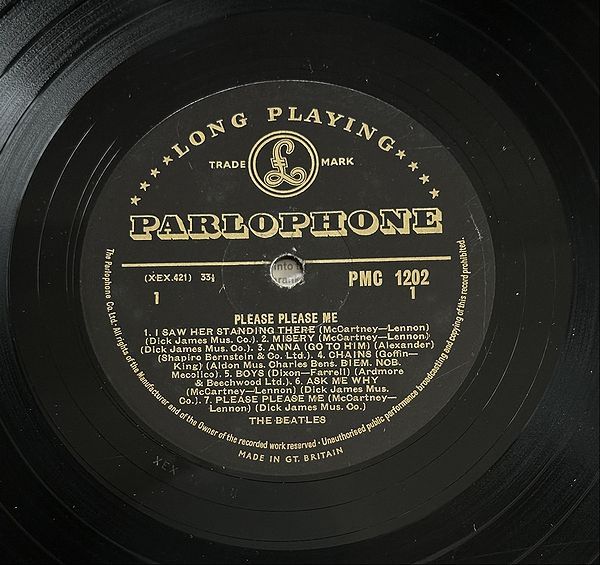 LONG PLAYING
TRADE £ MARK
PARLOPHONE
(XEX.421) 33⅓
PMC 1202
1
1
PLEASE PLEASE ME
1. I SAW HER STANDING THERE (McCartney—Lennon)
(Dick James Mus. Co.) 2. MISERY (McCartney—Lennon)
(Dick James Mus. Co.) 3. ANNA (GO TO HIM) (Alexander)
(Shapiro Bernstein & Co. Ltd.) 4. CHAINS (Goffin—
King) (Aldon Mus. Charles Bens. BIEM. NCB.
Mecolico). 5. BOYS (Dixon—Farrell) (Ardmore
& Beechwood Ltd.) 6. ASK ME WHY
(McCartney—Lennon) (Dick James Mus.
Co.) 7. PLEASE PLEASE ME (McCartney—
Lennon) (Dick James Mus. Co.)
THE BEATLES
The Parlophone Co. Ltd. All rights of the Manufacturer and of the Owner of the recorded work reserved · Unauthorised public performance broadcasting and copying of this record prohibited.
MADE IN GT. BRITAIN
XEX